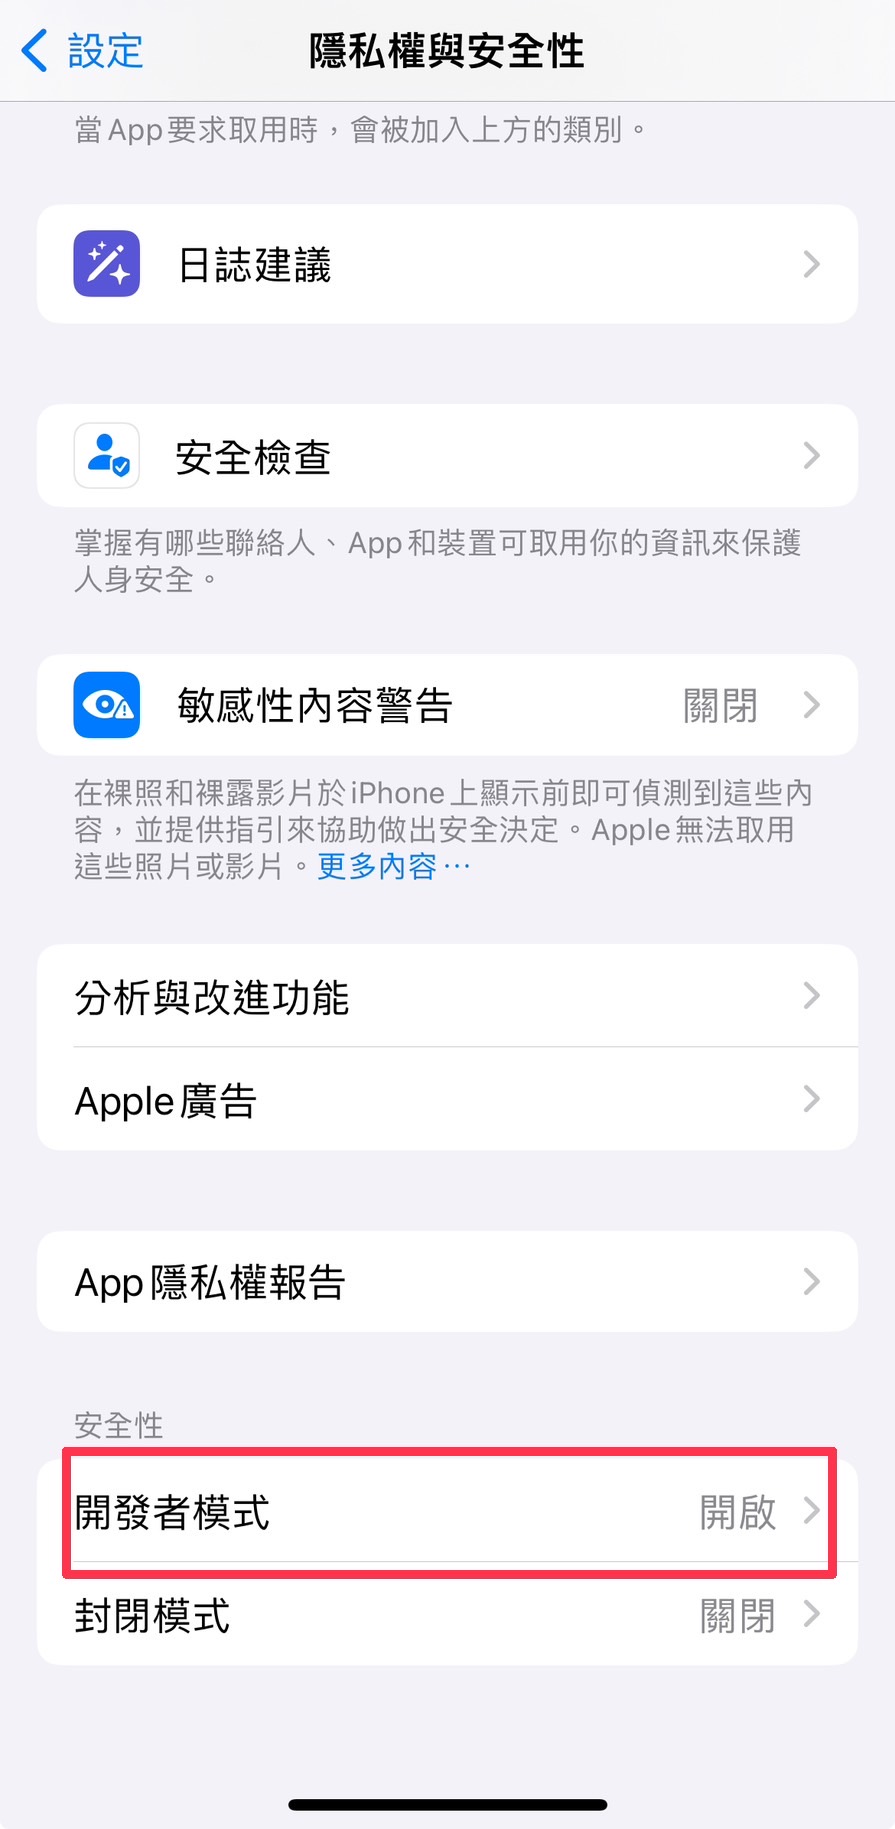 設定
隱私權與安全性
當App要求取用時，會被加入上方的類別。
日誌建議
安全檢查
掌握有哪些聯絡人、App和裝置可取用你的資訊來保護
人身安全。
敏感性內容警告 關閉
在裸照和裸露影片於iPhone上顯示前即可偵測到這些內
容，並提供指引來協助做出安全決定。Apple無法取用
這些照片或影片。更多內容⋯
分析與改進功能
Apple廣告
App隱私權報告
安全性
開發者模式 開啟
封閉模式 關閉